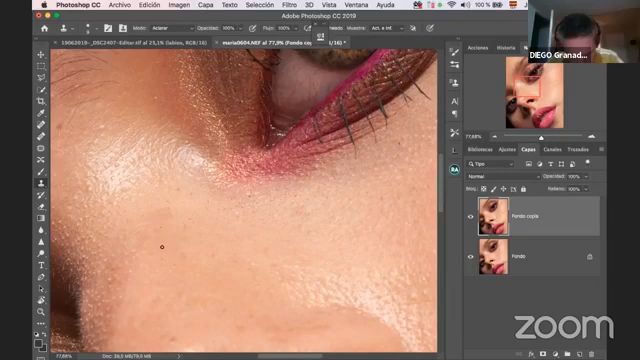 Photoshop CC Archivo Edición Imagen Capa Texto Selección Filtro 3D Vista Ventana Ayuda
Adobe Photoshop CC 2019
Modo: Aclarar Opacidad: 100% Flujo: 100% Act. e inf
maria0604.NEF al 77,9% (Fondo
DIEGO Granad...
Acciones Historia
77,88%
Bibliotecas Ajustes Capas Canales Trazados
Tipo
Normal Opacidad: 100%
Bloq.: Relleno: 100%
Fondo copia
Fondo
77,88%
zoom